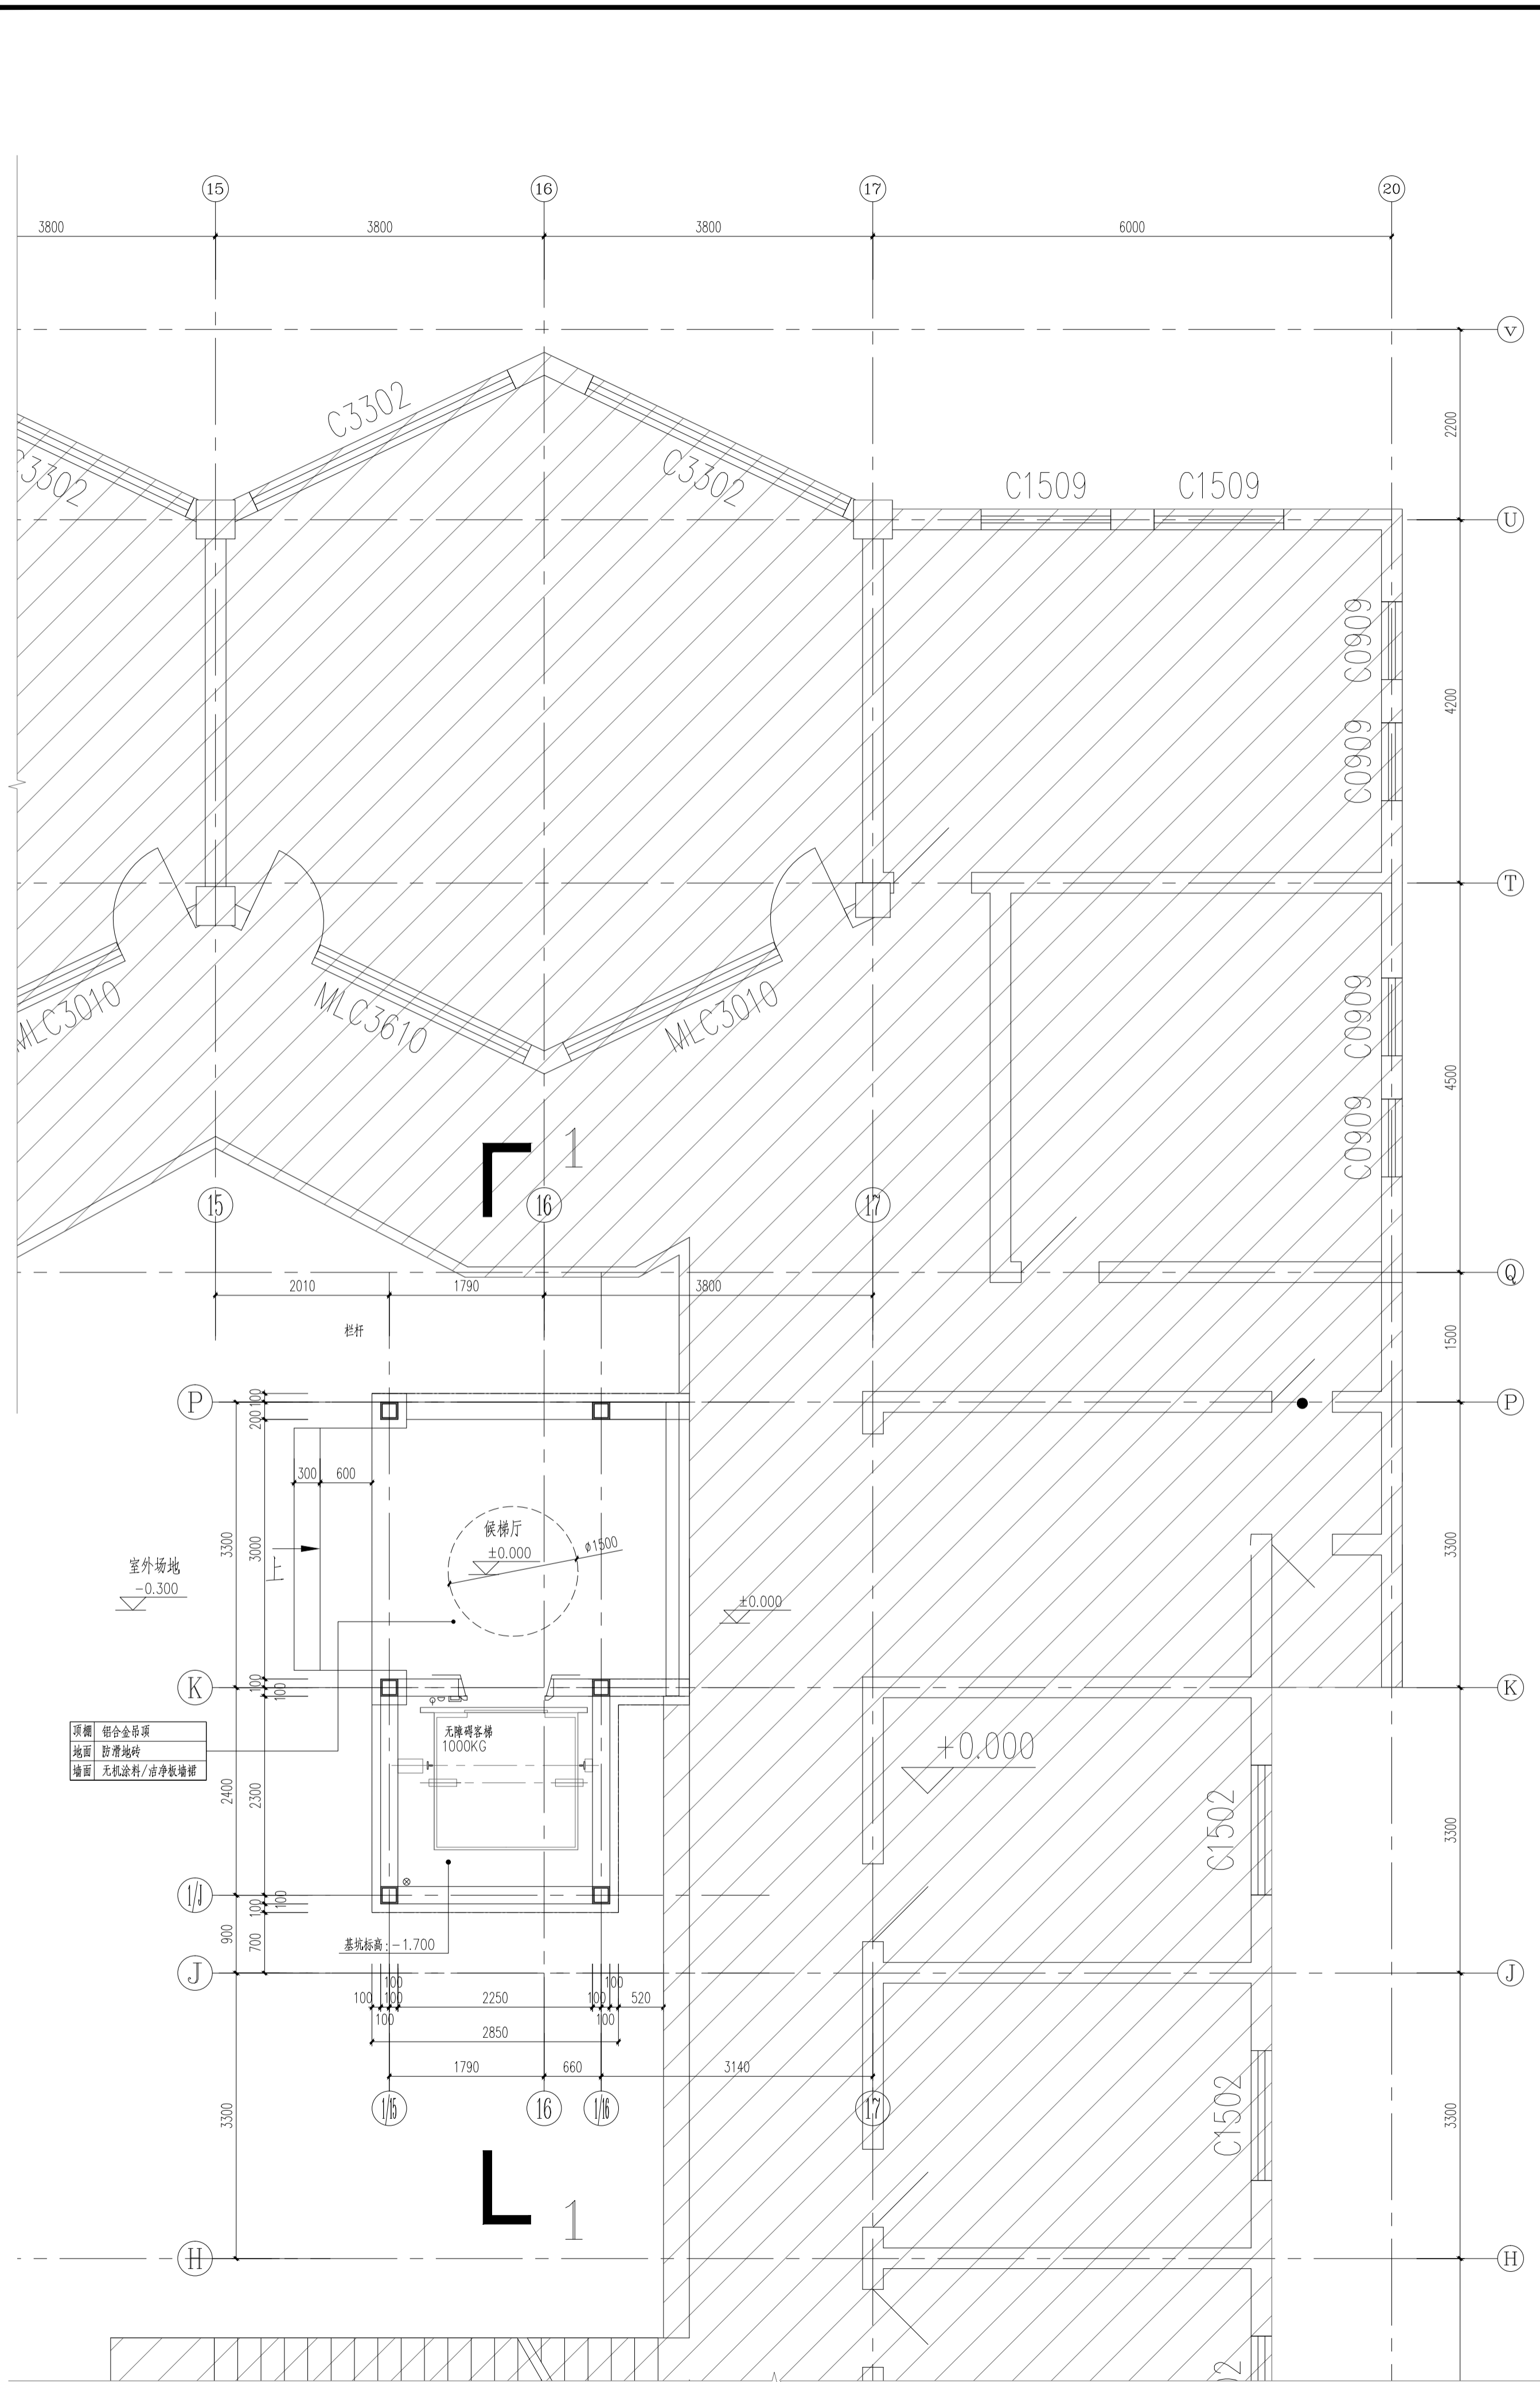 15
16
17
20
3800
3800
3800
6000
V
2200
C3302
C3302
C3302
C1509
C1509
U
C0909
4200
C0909
T
MLC3010
MLC3610
MLC3010
C0909
4500
C0909
1
15
16
17
Q
2010
1790
3800
栏杆
1500
P
P
100
200
300
600
候梯厅
±0.000
ø1500
3300
3000
上
室外场地
-0.300
±0.000
3300
K
K
100
100
顶棚 铝合金吊顶
地面 防滑地砖
墙面 无机涂料/洁净板墙裙
无障碍客梯
1000KG
±0.000
2400
2300
C1502
3300
1/J
100
100
900
700
基坑标高:-1.700
J
J
100
100
100
100
100
2250
100
100
100
520
2850
1790
660
3140
1/15
16
1/16
17
3300
C1502
3300
1
H
H